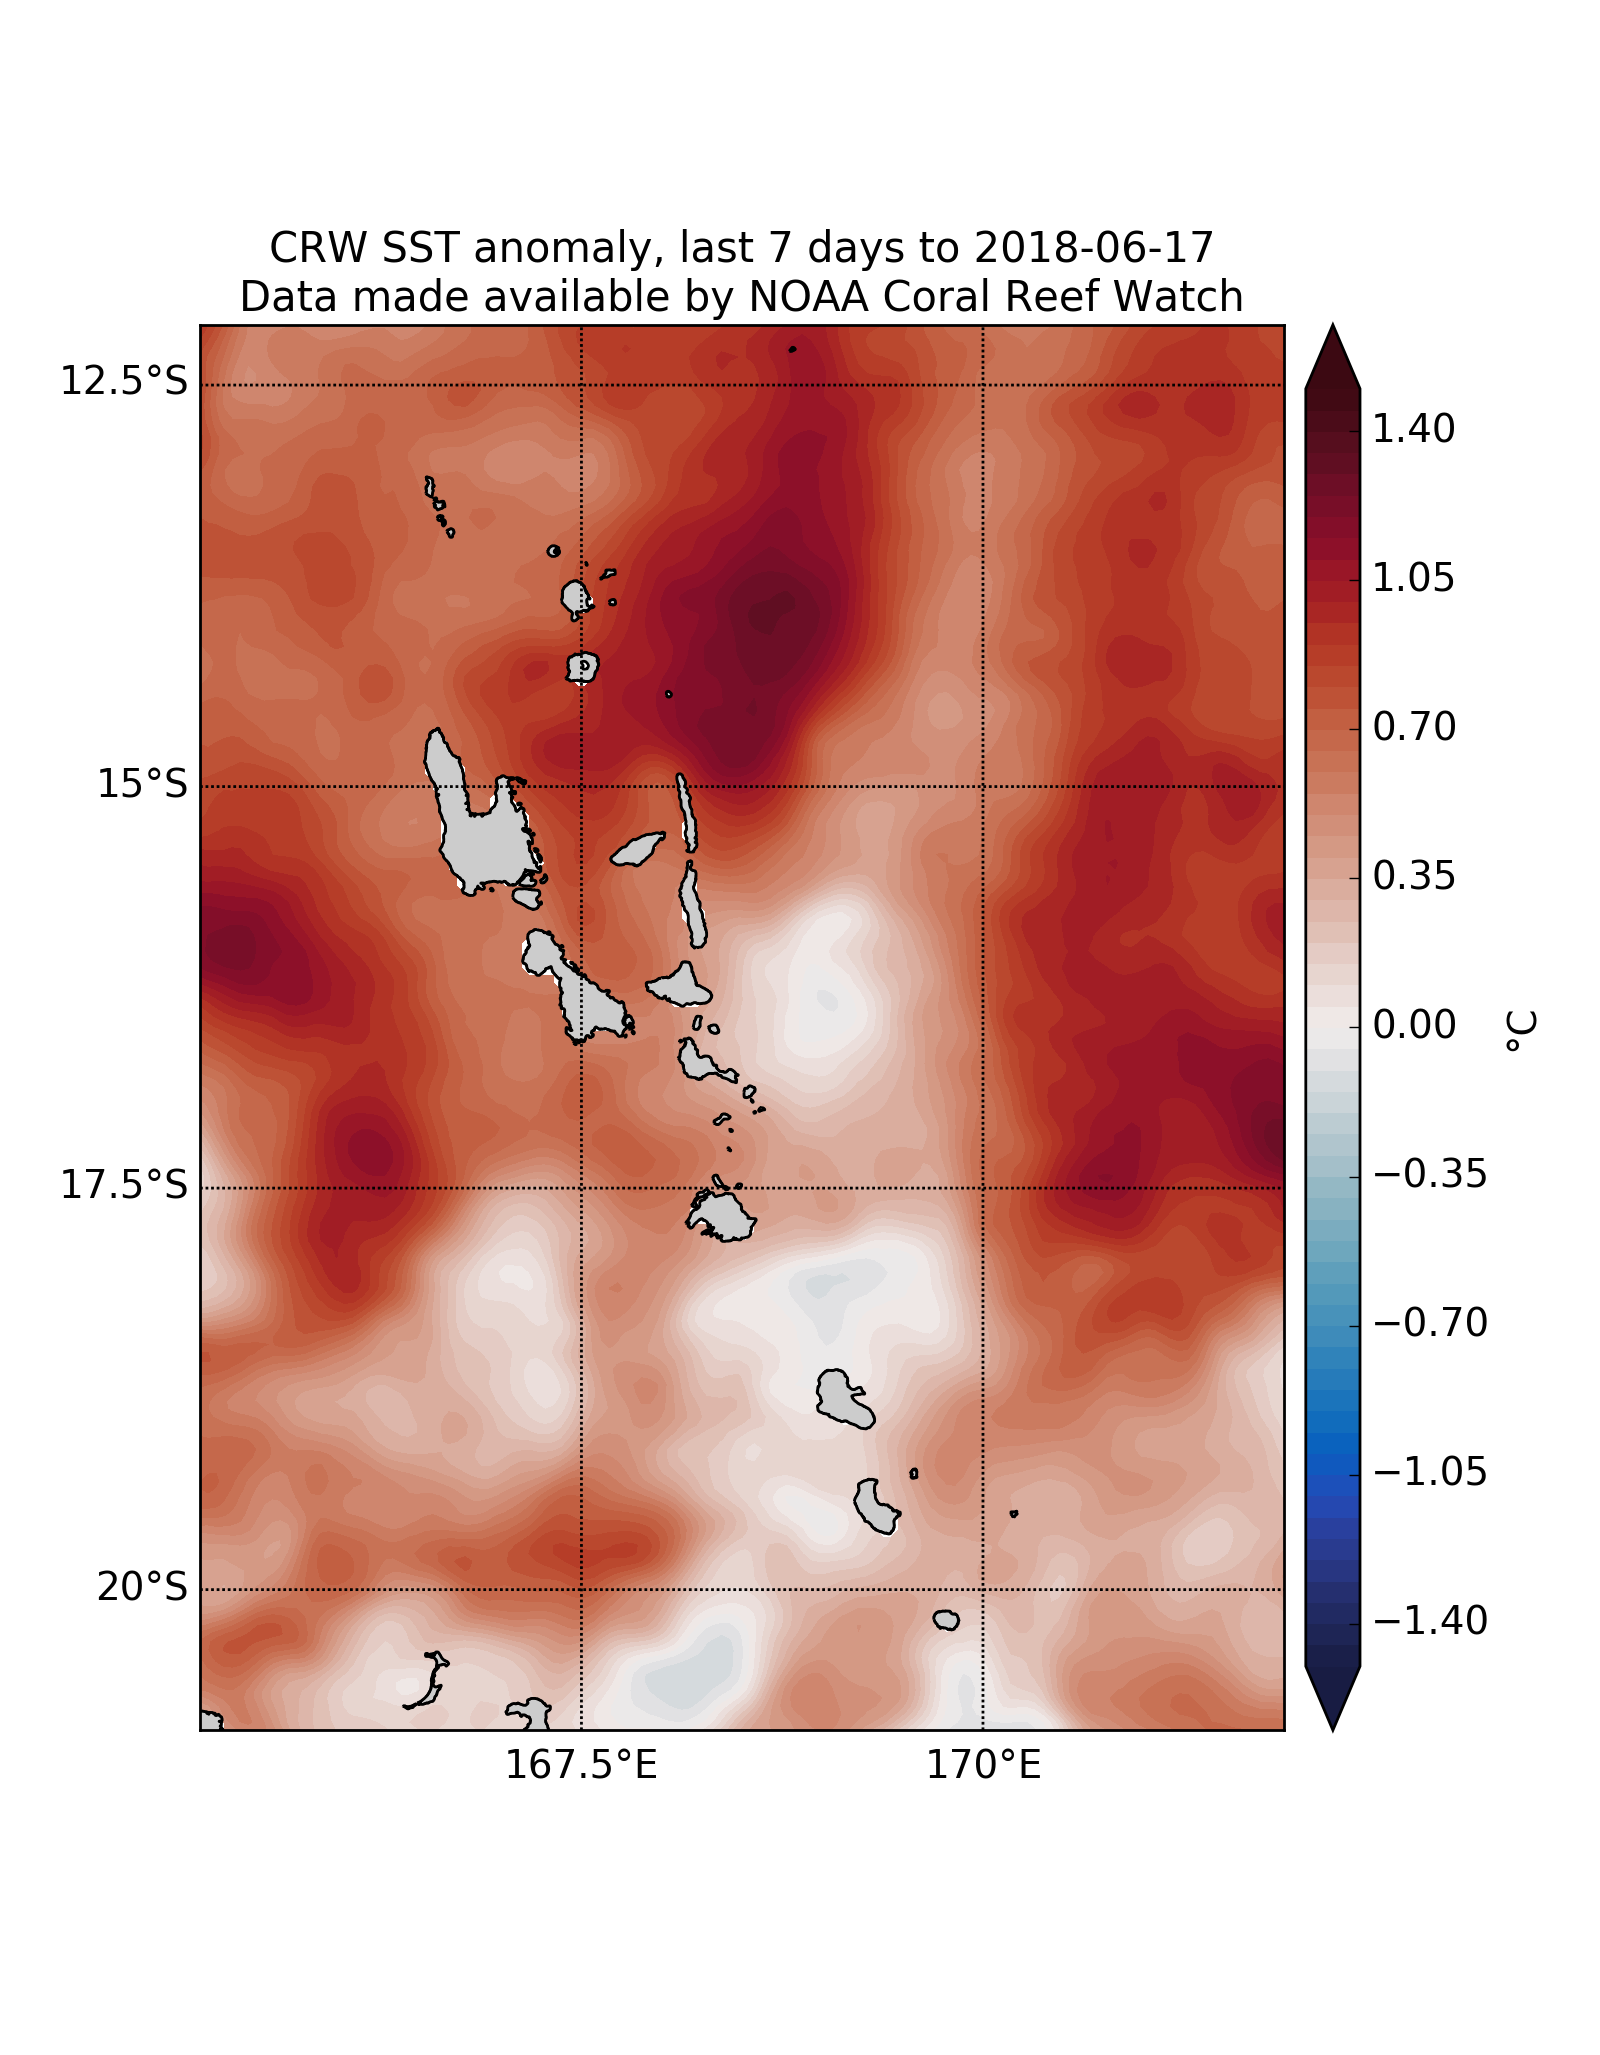 CRW SST anomaly, last 7 days to 2018-06-17
Data made available by NOAA Coral Reef Watch
12.5°S
15°S
17.5°S
20°S
167.5°E
170°E
1.40
1.05
0.70
0.35
0.00
−0.35
−0.70
−1.05
−1.40
°C